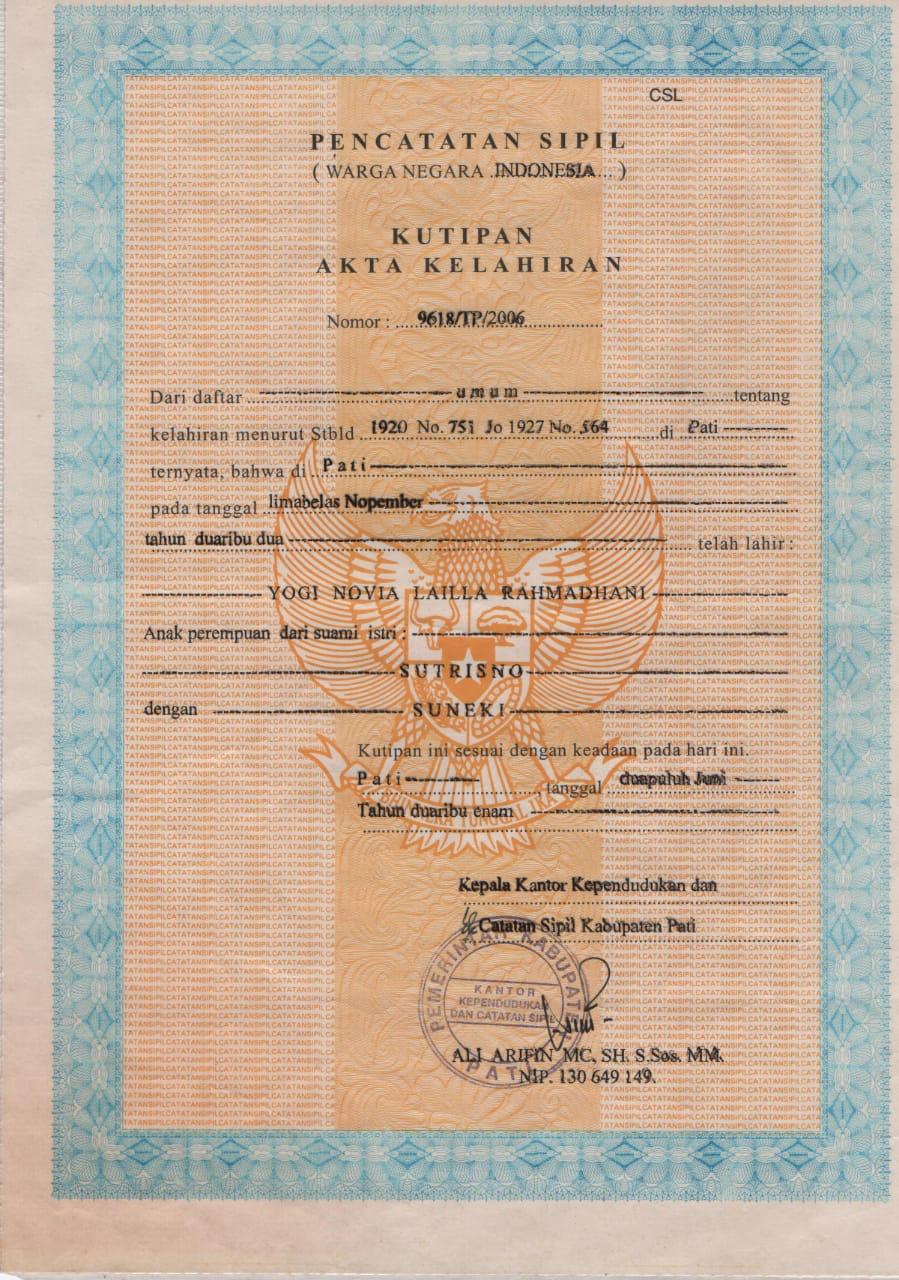 CSL
PENCATATAN SIPIL
( WARGA NEGARA ..INDONESIA... )
KUTIPAN
AKTA KELAHIRAN
Nomor : 9618/TP/2006
Dari daftar umum tentang
kelahiran menurut Stbld 1920 No. 751 Jo 1927 No. 564 di Pati
ternyata, bahwa di Pati
pada tanggal limabelas Nopember
tahun duaribu dua telah lahir :
YOGI NOVIA LAILLA RAHMADHANI
Anak perempuan dari suami istri :
SUTRISNO
dengan SUNEKI
Kutipan ini sesuai dengan keadaan pada hari ini.
Pati tanggal duapuluh Juni
Tahun duaribu enam
Kepala Kantor Kependudukan dan
Catatan Sipil Kabupaten Pati
PEMERINTAH KABUPATEN
KANTOR
KEPENDUDUKAN
DAN CATATAN SIPIL
PATI
ALI ARIFIN MC, SH. S.Sos. MM.
NIP. 130 649 149.